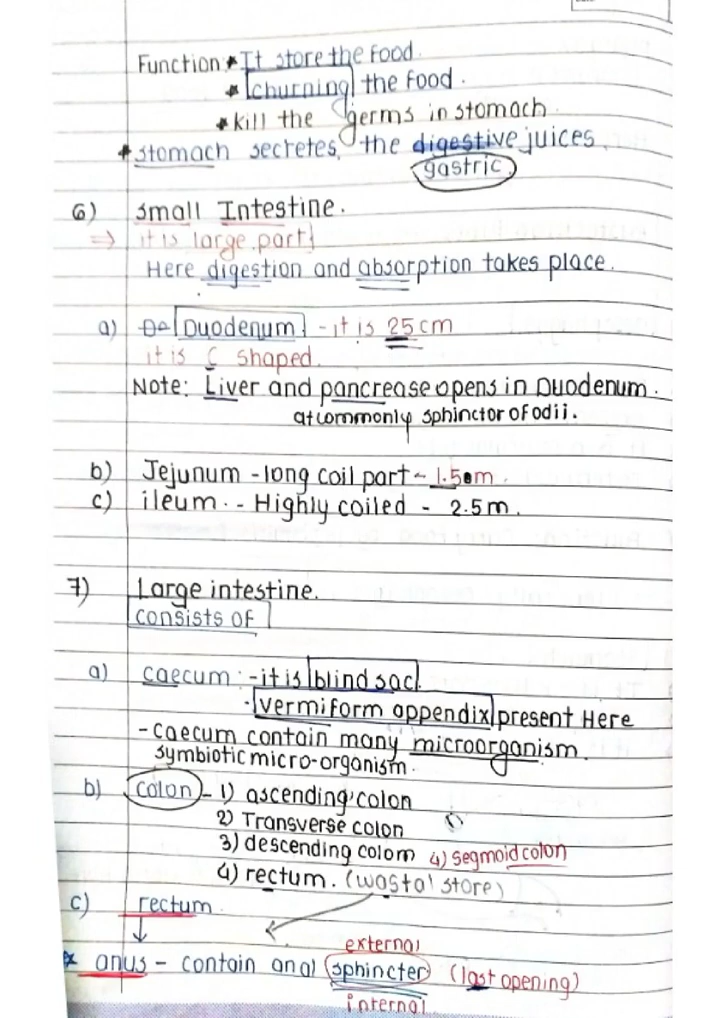 Function * It store the food.
* churning the food.
* kill the germs in stomach.
* stomach secretes, the digestive juices
gastric
6) Small Intestine.
⇒ it is large part
Here digestion and absorption takes place.
a) Duodenum - it is 25 cm
it is C shaped.
Note: Liver and pancrease opens in Duodenum.
at commonly sphinctor of odii.
b) Jejunum - long coil part ~ 1.5 m.
c) ileum. - Highly coiled - 2.5 m.
7) Large intestine.
consists of
a) caecum :- it is blind sac.
- vermiform appendix present Here
- caecum contain many microorganism.
symbiotic micro-organism.
b) Colon - 1) ascending colon
2) Transverse colon
3) descending colom 4) segmoid colon
4) rectum. (wastal store)
c) rectum.
↓
external
* anus - contain anal sphincter (last opening)
internal